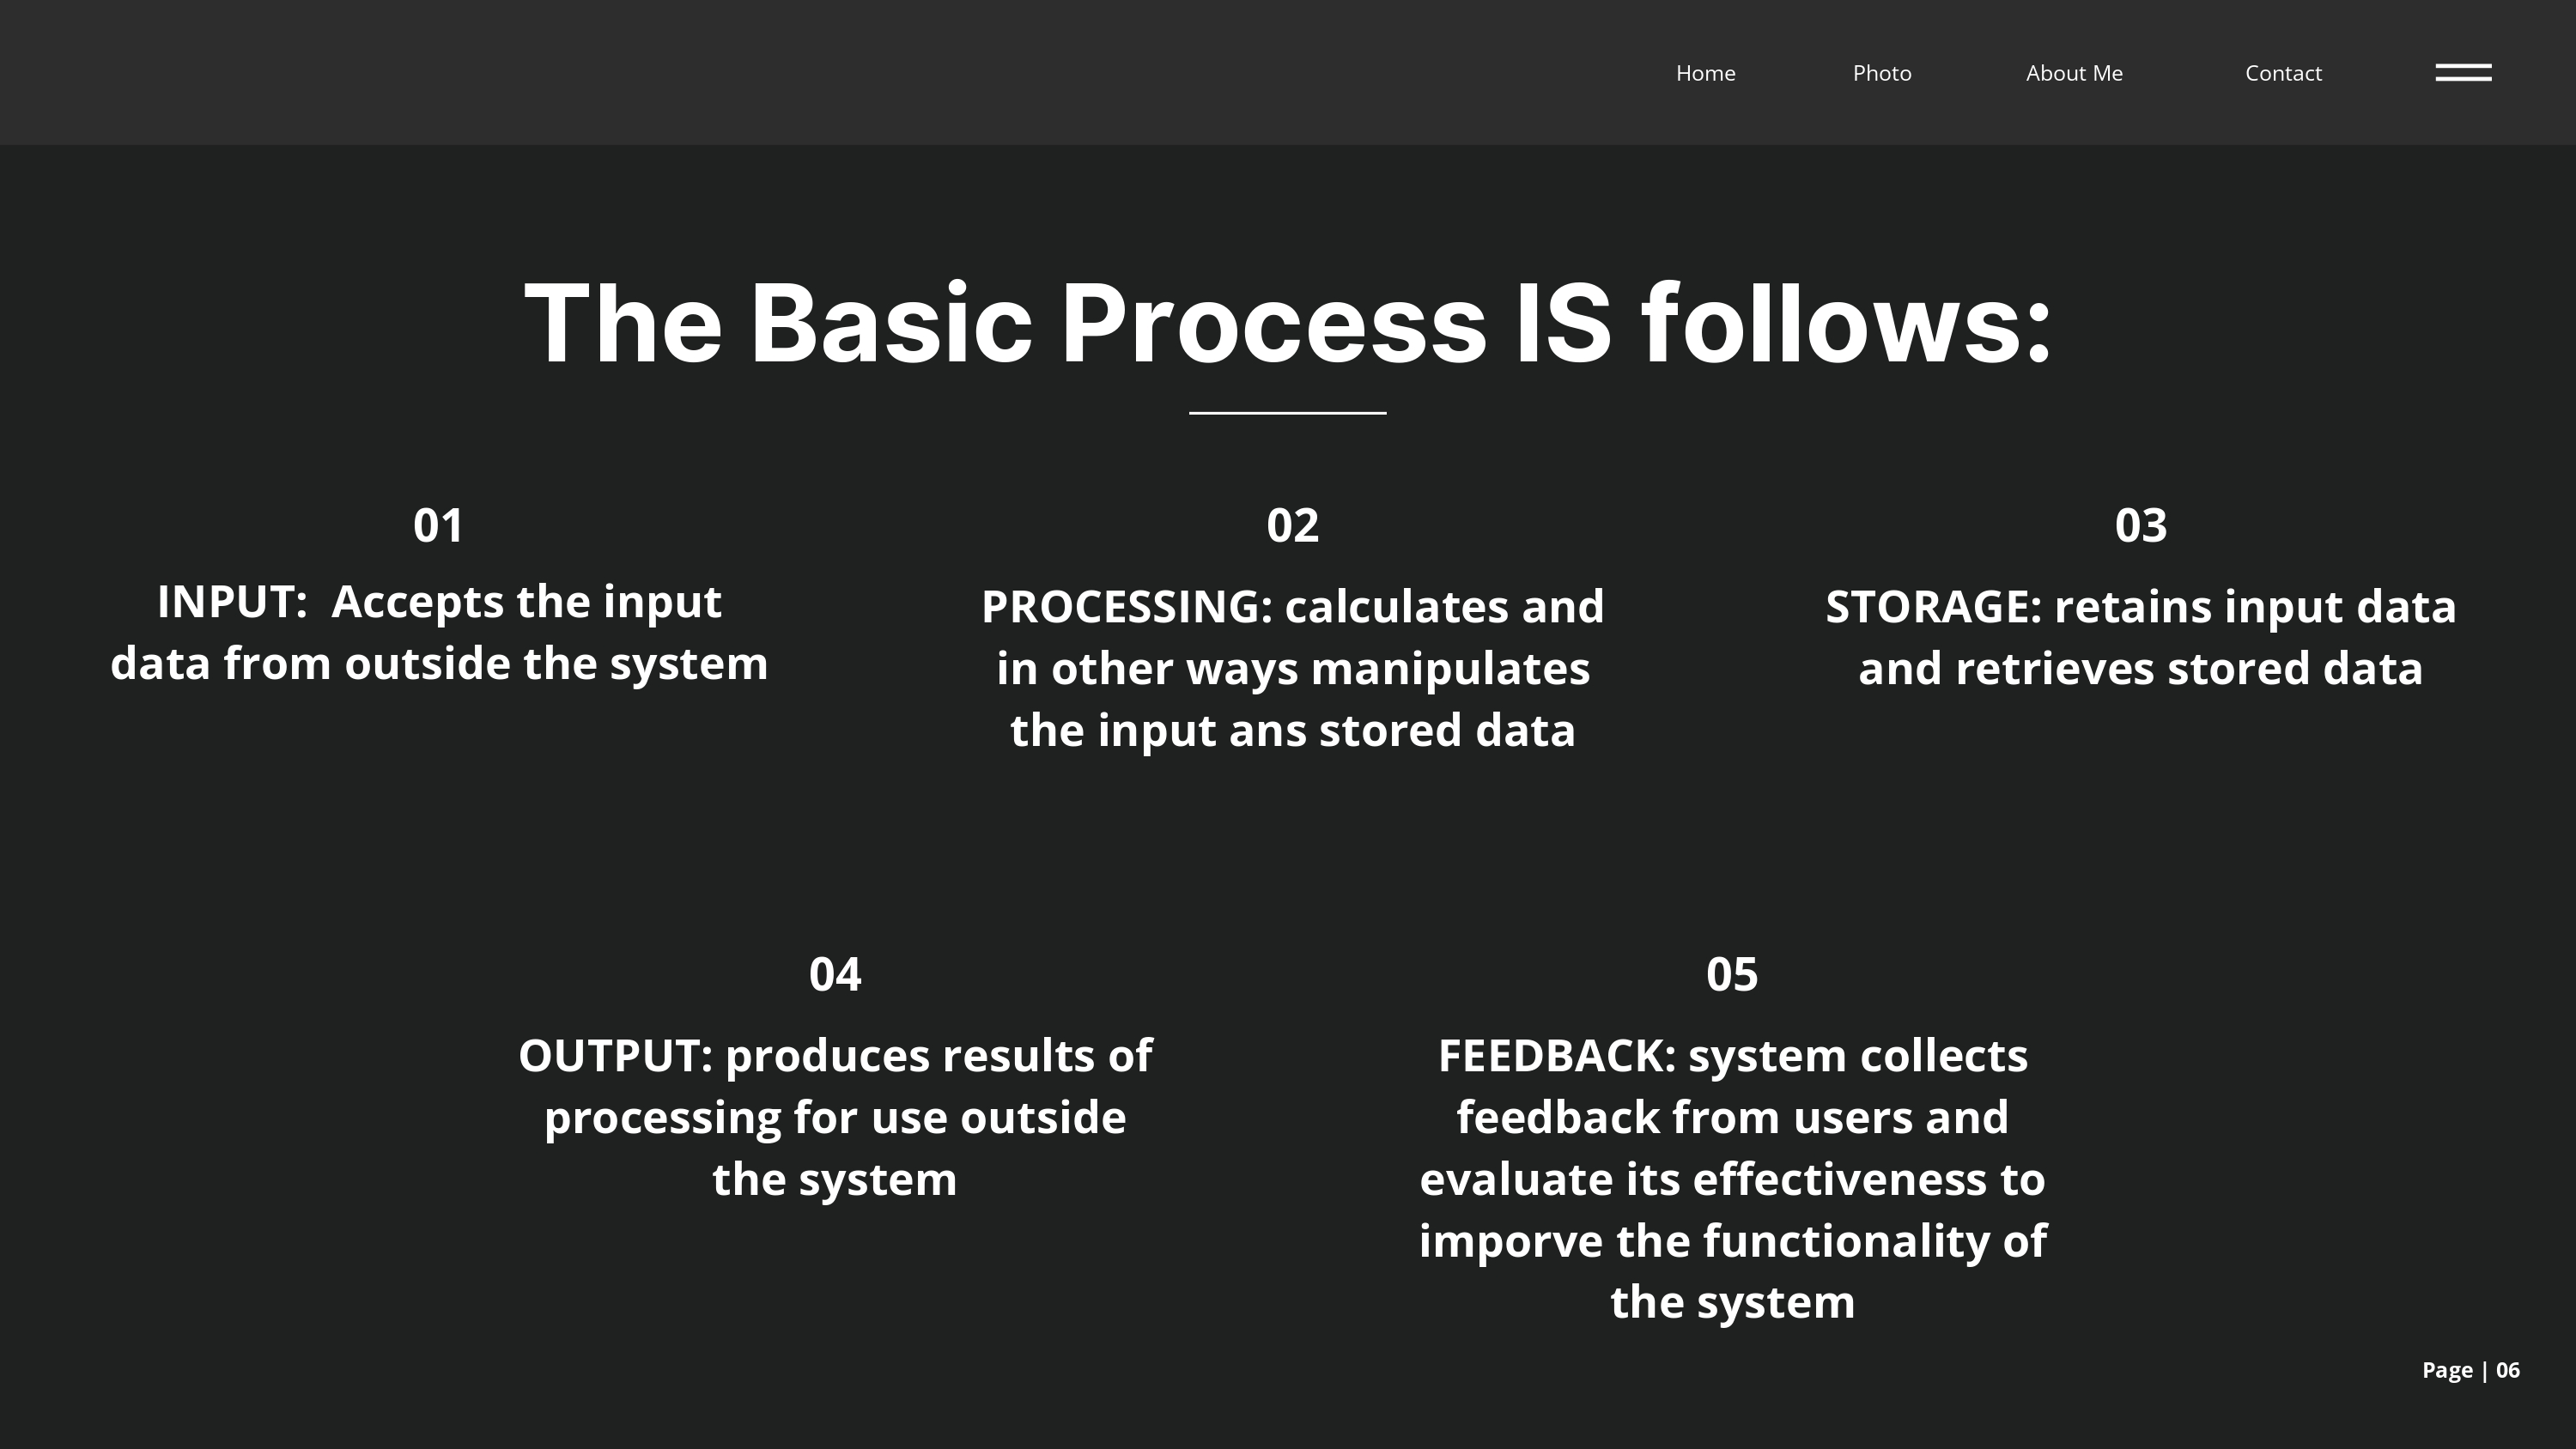 Home Photo About Me Contact
The Basic Process IS follows:
01
INPUT:  Accepts the input
data from outside the system
02
PROCESSING: calculates and
in other ways manipulates
the input ans stored data
03
STORAGE: retains input data
and retrieves stored data
04
OUTPUT: produces results of
processing for use outside
the system
05
FEEDBACK: system collects
feedback from users and
evaluate its effectiveness to
imporve the functionality of
the system
Page | 06